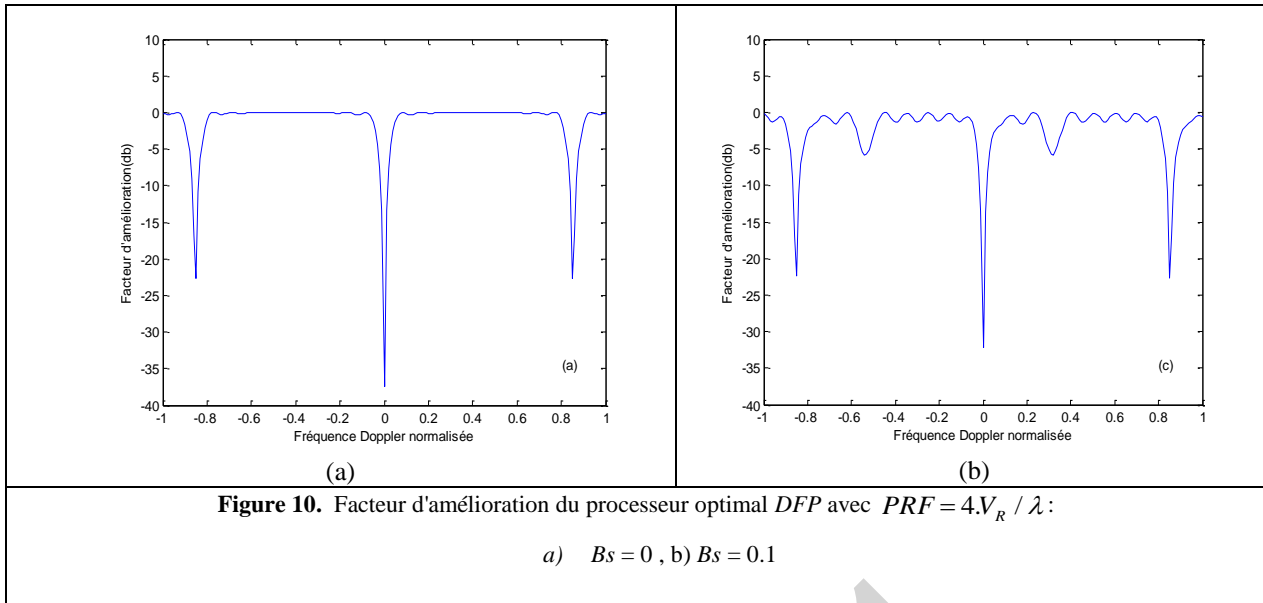 10
5
0
-5
-10
-15
-20
-25
-30
-35
-40
Facteur d'amélioration(db)
(a)
-1 -0.8 -0.6 -0.4 -0.2 0 0.2 0.4 0.6 0.8 1
Fréquence Doppler normalisée
(a)
10
5
0
-5
-10
-15
-20
-25
-30
-35
-40
Facteur d'amélioration(db)
(c)
-1 -0.8 -0.6 -0.4 -0.2 0 0.2 0.4 0.6 0.8 1
Fréquence Doppler normalisée
(b)
Figure 10. Facteur d'amélioration du processeur optimal DFP avec PRF = 4.V_R / λ :
a) Bs = 0 , b) Bs = 0.1